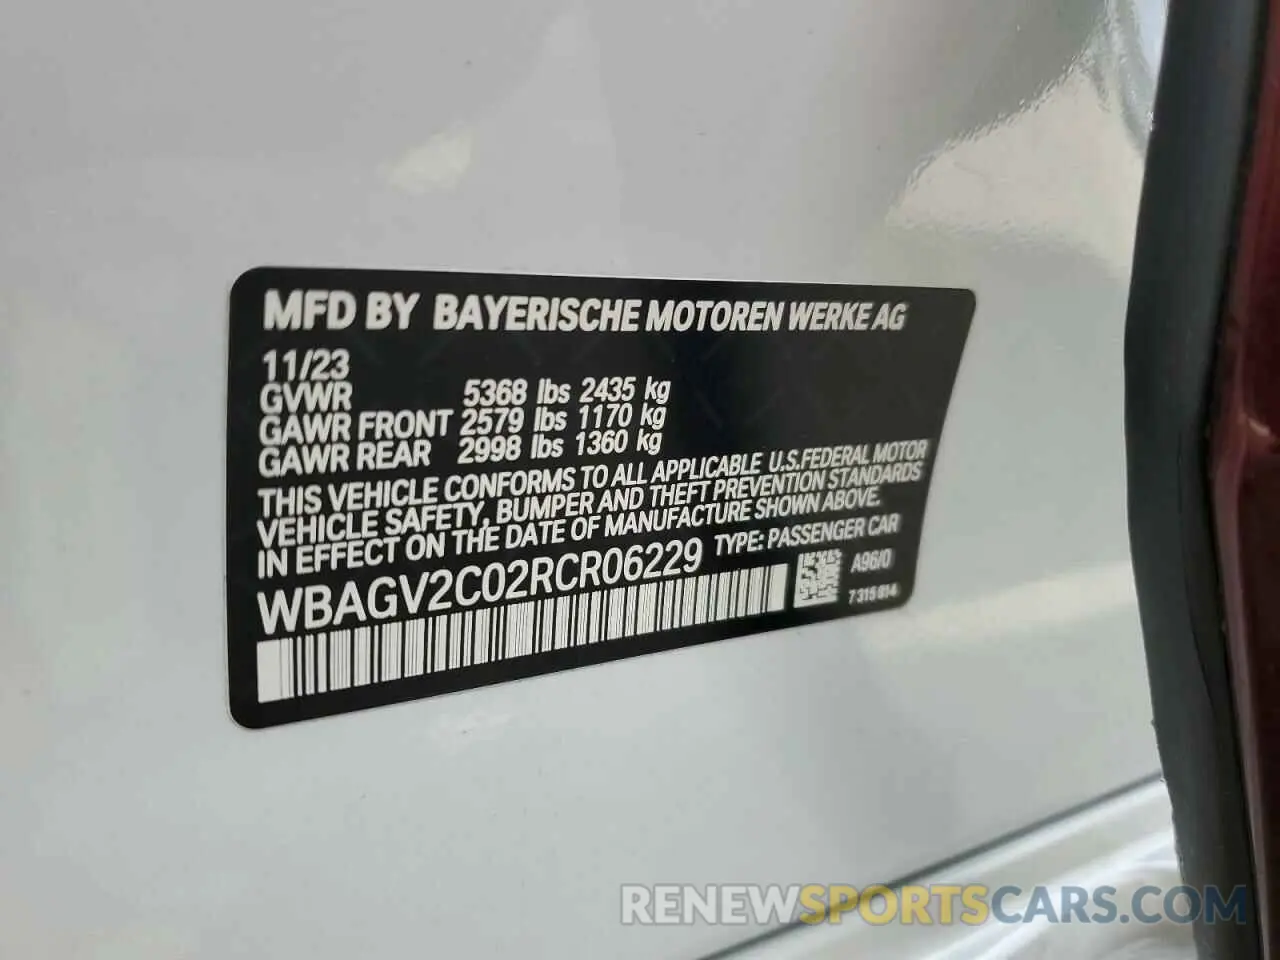 MFD BY BAYERISCHE MOTOREN WERKE AG
11/23
GVWR 5368 lbs 2435 kg
GAWR FRONT 2579 lbs 1170 kg
GAWR REAR 2998 lbs 1360 kg
THIS VEHICLE CONFORMS TO ALL APPLICABLE U.S.FEDERAL MOTOR
VEHICLE SAFETY, BUMPER AND THEFT PREVENTION STANDARDS
IN EFFECT ON THE DATE OF MANUFACTURE SHOWN ABOVE.
WBAGV2C02RCR06229 TYPE: PASSENGER CAR
A96/0
7 315 814
RENEWSPORTSCARS.COM